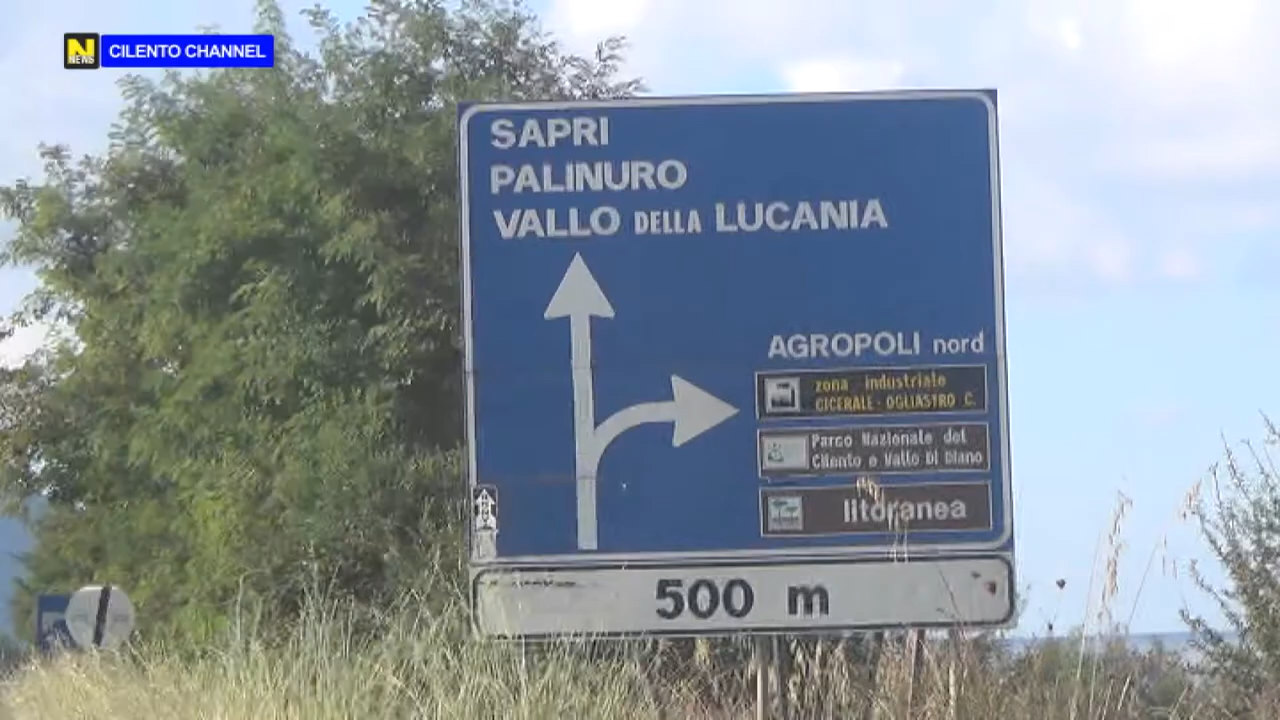 N
NEWS
CILENTO CHANNEL
SAPRI
PALINURO
VALLO DELLA LUCANIA
AGROPOLI nord
zona industriale
CICERALE - OGLIASTRO C.
Parco Nazionale del
Cilento e Vallo Di Diano
litoranea
500 m